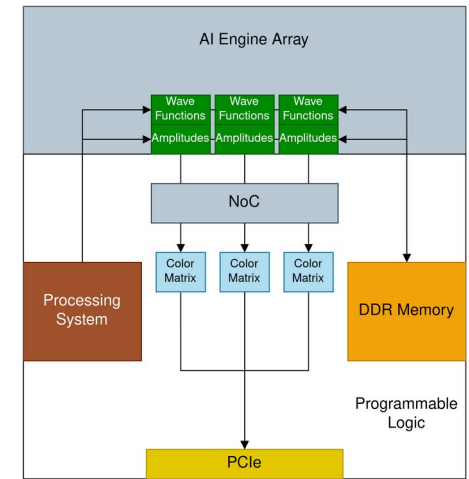 AI Engine Array
Wave
Functions
Wave
Functions
Wave
Functions
Amplitudes
Amplitudes
Amplitudes
NoC
Color
Matrix
Color
Matrix
Color
Matrix
Processing
System
DDR Memory
Programmable
Logic
PCIe